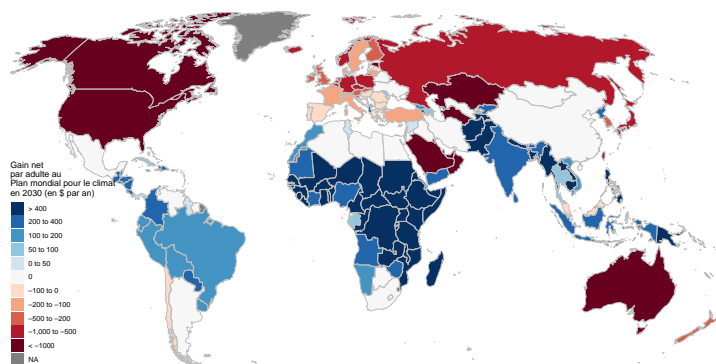 Gain net
par adulte au
Plan mondial pour le climat
en 2030 (en $ par an)
> 400
200 to 400
100 to 200
50 to 100
0 to 50
0
–100 to 0
–200 to –100
–500 to –200
–1,000 to –500
< –1000
NA